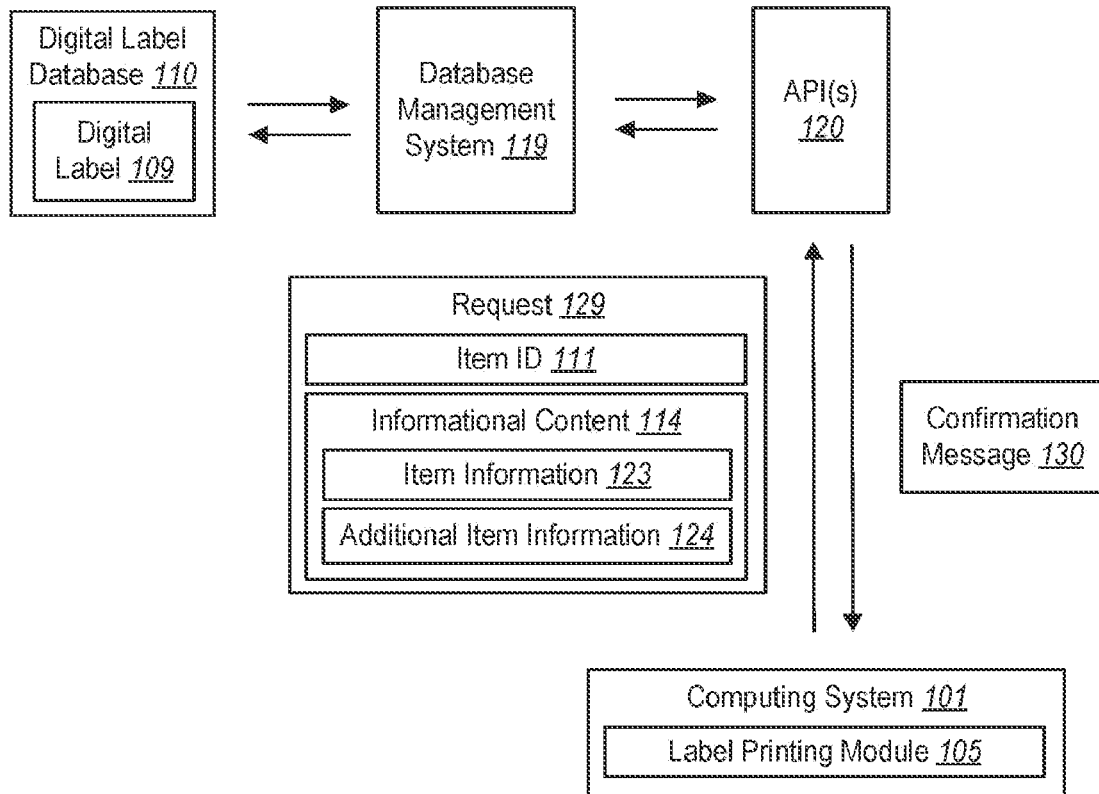 Digital Label
Database 110
Digital
Label 109
Database
Management
System 119
API(s)
120
Request 129
Item ID 111
Informational Content 114
Item Information 123
Additional Item Information 124
Confirmation
Message 130
Computing System 101
Label Printing Module 105